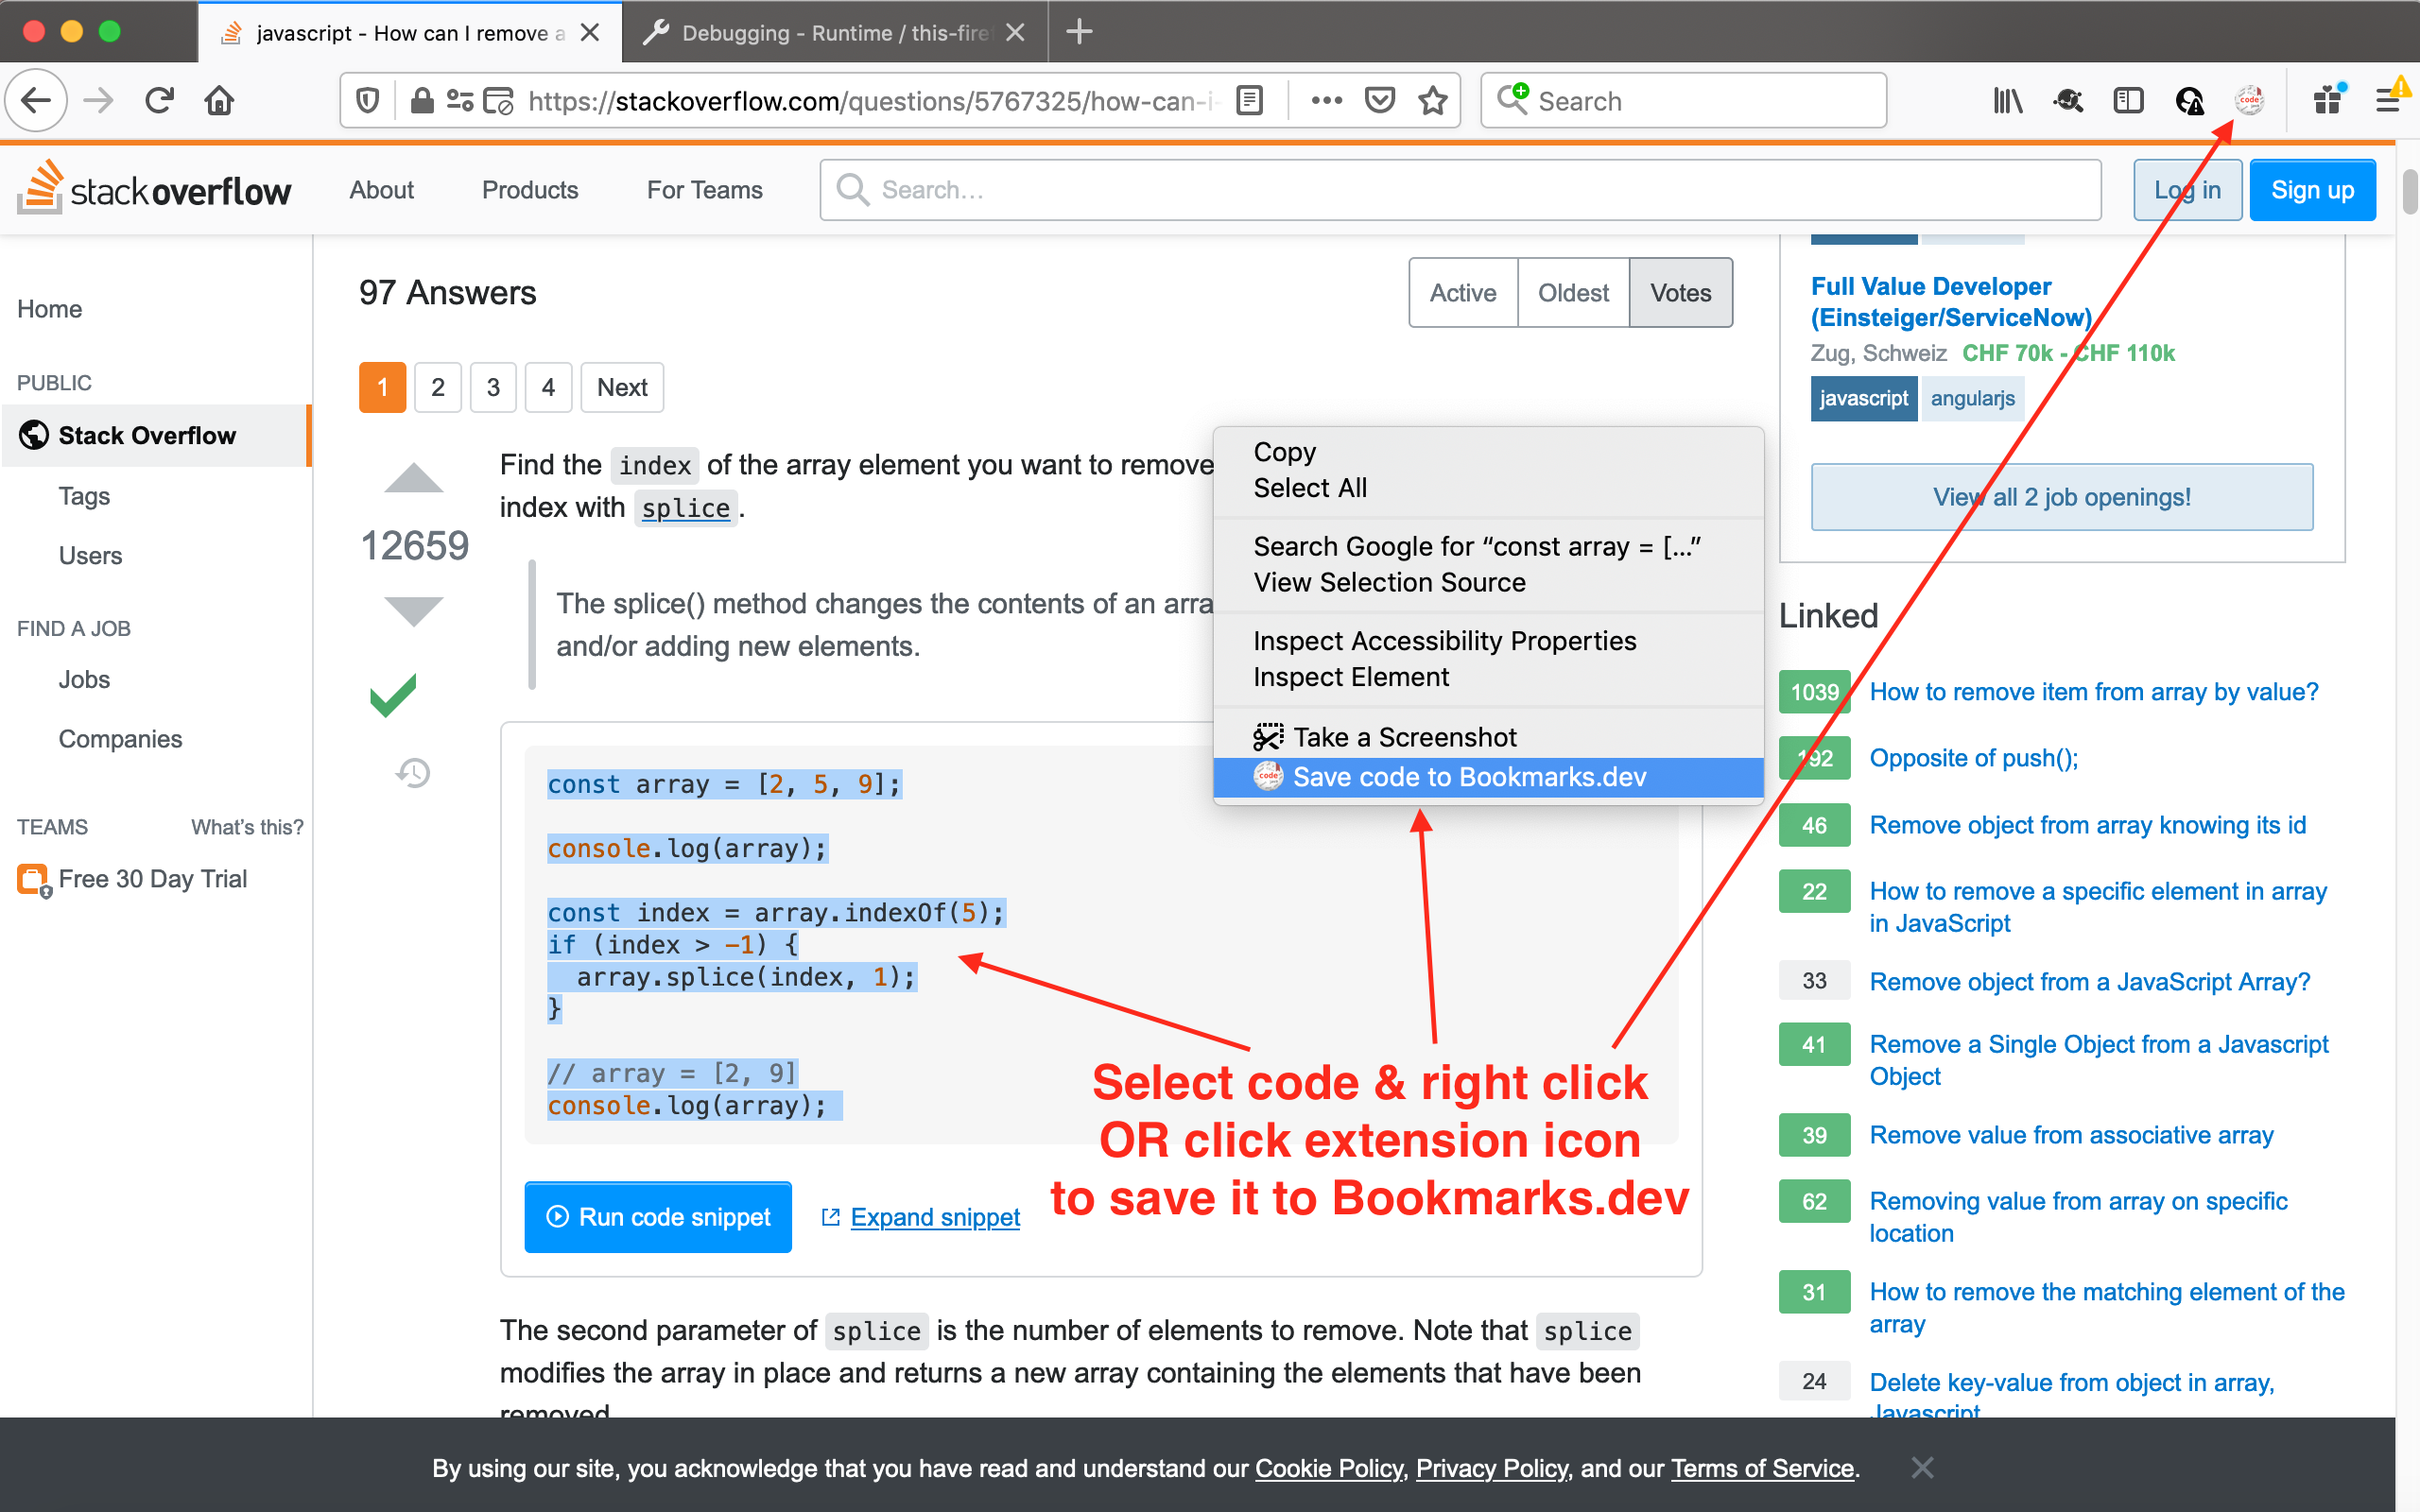 javascript - How can I remove a
Debugging - Runtime / this-firef
https://stackoverflow.com/questions/5767325/how-can-i-
Search
code
stackoverflow
About
Products
For Teams
Search…
Log in
Sign up
Home
PUBLIC
Stack Overflow
Tags
Users
FIND A JOB
Jobs
Companies
TEAMS
What's this?
Free 30 Day Trial
97 Answers
Active
Oldest
Votes
1
2
3
4
Next
12659
Find the index of the array element you want to remove
index with splice.
The splice() method changes the contents of an arra
and/or adding new elements.
const array = [2, 5, 9];
console.log(array);
const index = array.indexOf(5);
if (index > -1) {
array.splice(index, 1);
}
// array = [2, 9]
console.log(array);
Run code snippet
Expand snippet
The second parameter of splice is the number of elements to remove. Note that splice
modifies the array in place and returns a new array containing the elements that have been
removed
Copy
Select All
Search Google for “const array = [...”
View Selection Source
Inspect Accessibility Properties
Inspect Element
Take a Screenshot
code
Save code to Bookmarks.dev
Select code & right click
OR click extension icon
to save it to Bookmarks.dev
Full Value Developer
(Einsteiger/ServiceNow)
Zug, Schweiz CHF 70k - CHF 110k
javascript
angularjs
View all 2 job openings!
Linked
1039 How to remove item from array by value?
192 Opposite of push();
46 Remove object from array knowing its id
22 How to remove a specific element in array
in JavaScript
33 Remove object from a JavaScript Array?
41 Remove a Single Object from a Javascript
Object
39 Remove value from associative array
62 Removing value from array on specific
location
31 How to remove the matching element of the
array
24 Delete key-value from object in array,
Javascript
By using our site, you acknowledge that you have read and understand our Cookie Policy, Privacy Policy, and our Terms of Service.